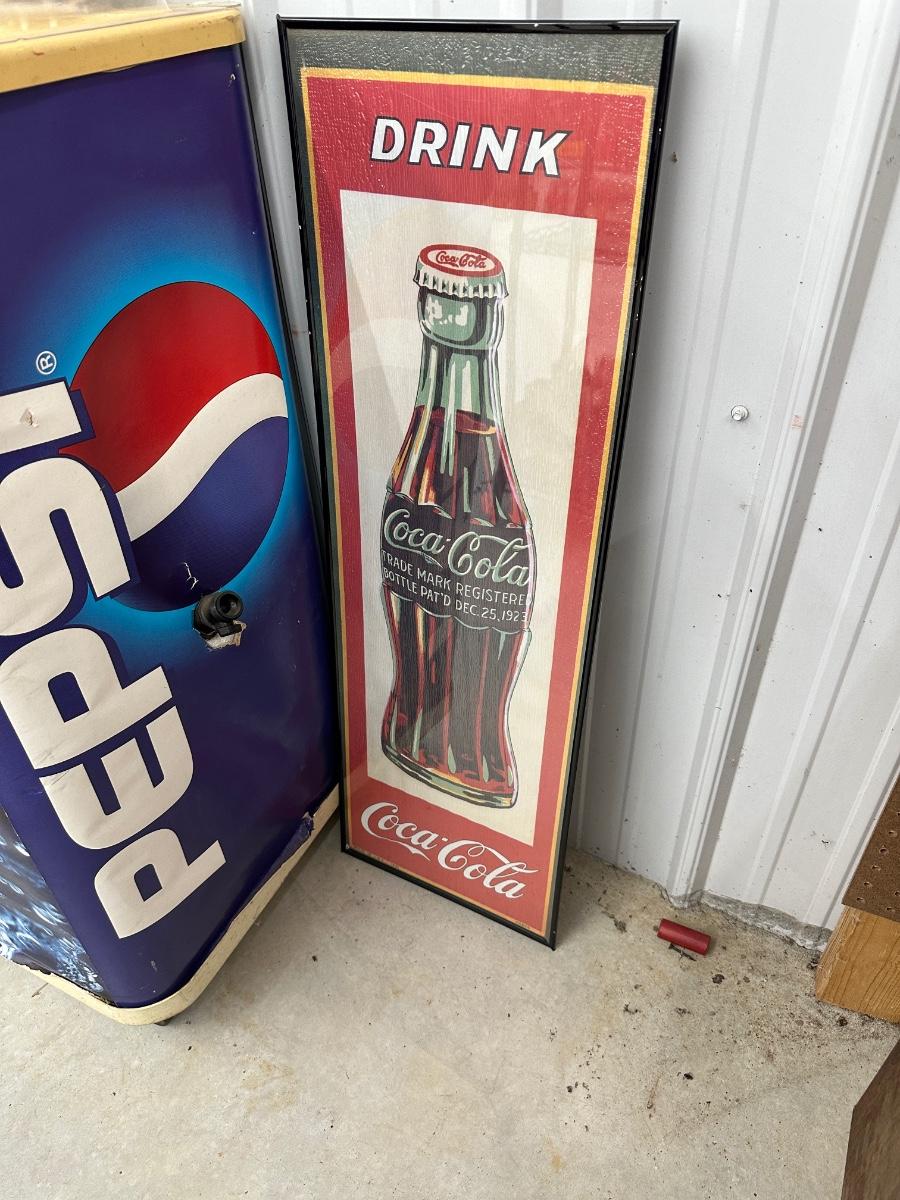 PEPSI®
DRINK
Coca-Cola
Coca-Cola
TRADE MARK REGISTERED
BOTTLE PAT'D DEC. 25, 1923
Coca-Cola